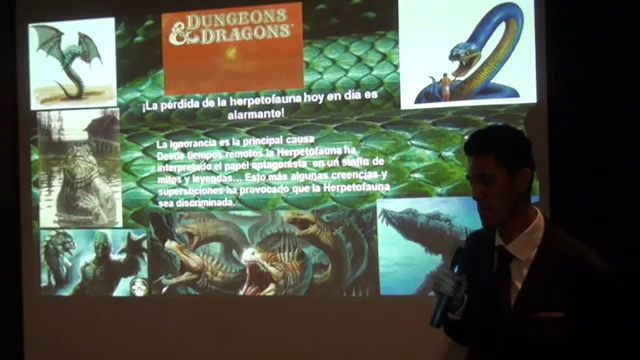 DUNGEONS
& DRAGONS®
¡La pérdida de la herpetofauna hoy en día es
alarmante!
La ignorancia es la principal causa
Desde tiempos remotos la Herpetofauna ha
interpretado el papel antagonista en un sinfín de
mitos y leyendas... Esto más algunas creencias y
supersticiones ha provocado que la Herpetofauna
sea discriminada.